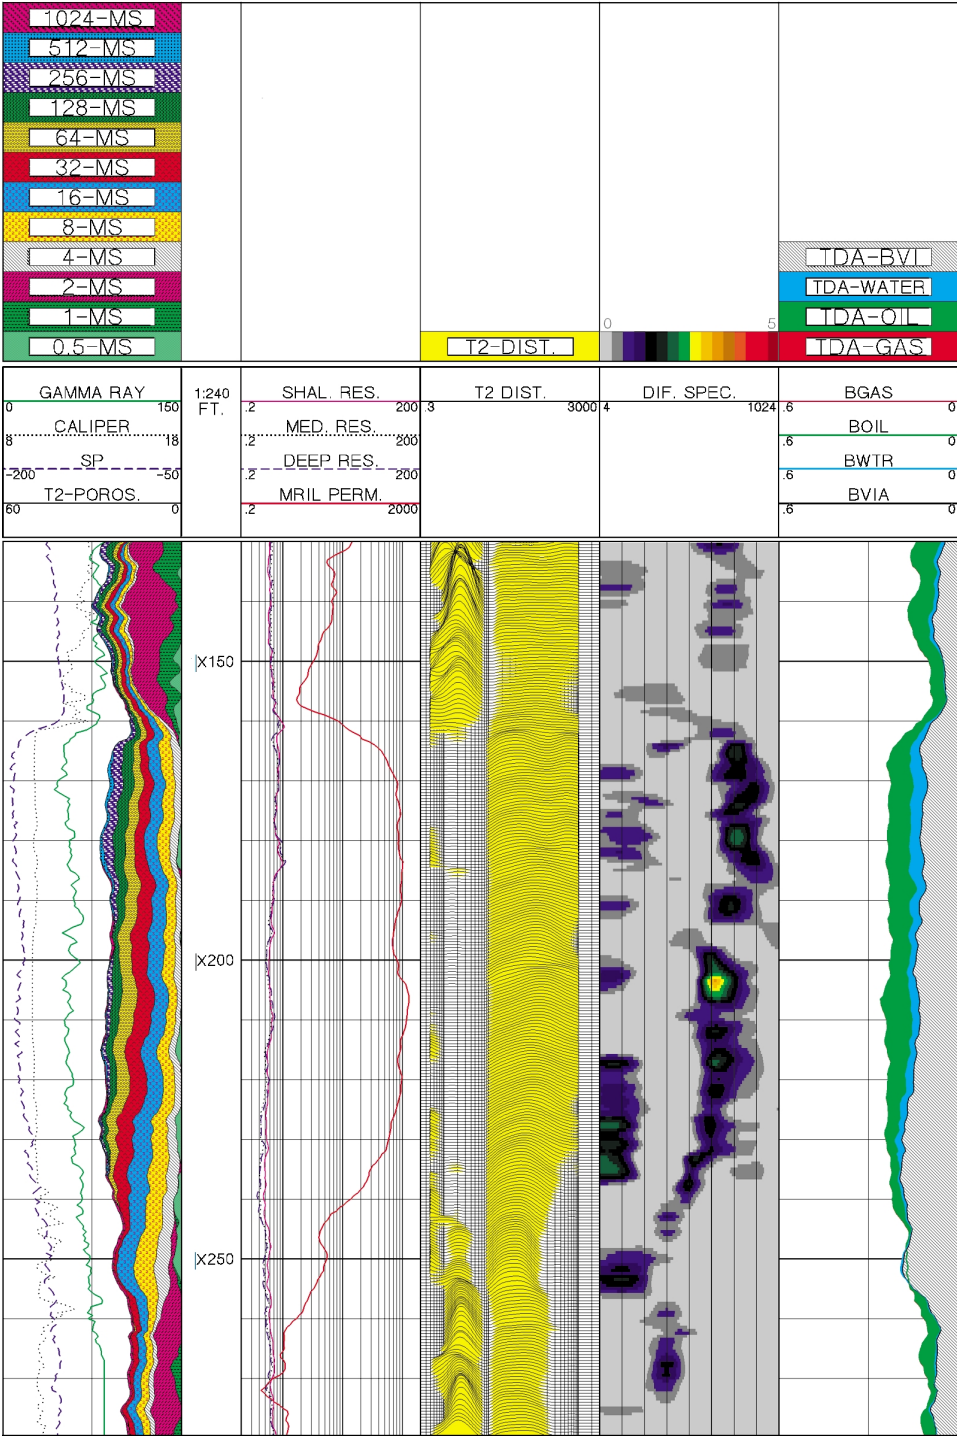 1024-MS
512-MS
256-MS
128-MS
64-MS
32-MS
16-MS
8-MS
4-MS
2-MS
1-MS
0.5-MS
T2-DIST.
0 5
TDA-BVI
TDA-WATER
TDA-OIL
TDA-GAS
GAMMA RAY
0 150
CALIPER
8 18
SP
-200 -50
T2-POROS.
60 0
1:240
FT.
SHAL. RES.
.2 200
MED. RES.
.2 200
DEEP RES.
.2 200
MRIL PERM.
.2 2000
T2 DIST.
.3 3000
DIF. SPEC.
4 1024
BGAS
.6 0
BOIL
.6 0
BWTR
.6 0
BVIA
.6 0
X150
X200
X250